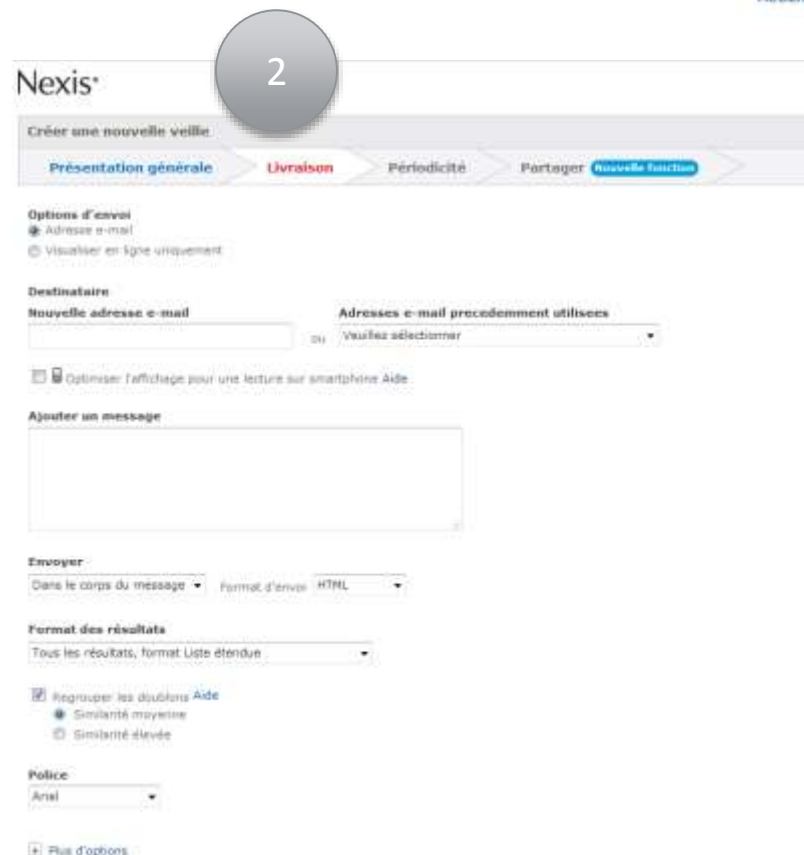 2
Nexis
Créer une nouvelle veille
Présentation générale Livraison Périodicité Partager Nouvelle fonction
Options d'envoi
Adresse e-mail
Visualiser en ligne uniquement
Destinataire
Nouvelle adresse e-mail Adresses e-mail precedemment utilisees
ou Veuillez sélectionner
Optimiser l'affichage pour une lecture sur smartphone Aide
Ajouter un message
Envoyer
Dans le corps du message Format d'envoi HTML
Format des résultats
Tous les résultats, format Liste étendue
Regrouper les doublons Aide
Similarité moyenne
Similarité élevée
Police
Arial
Plus d'options